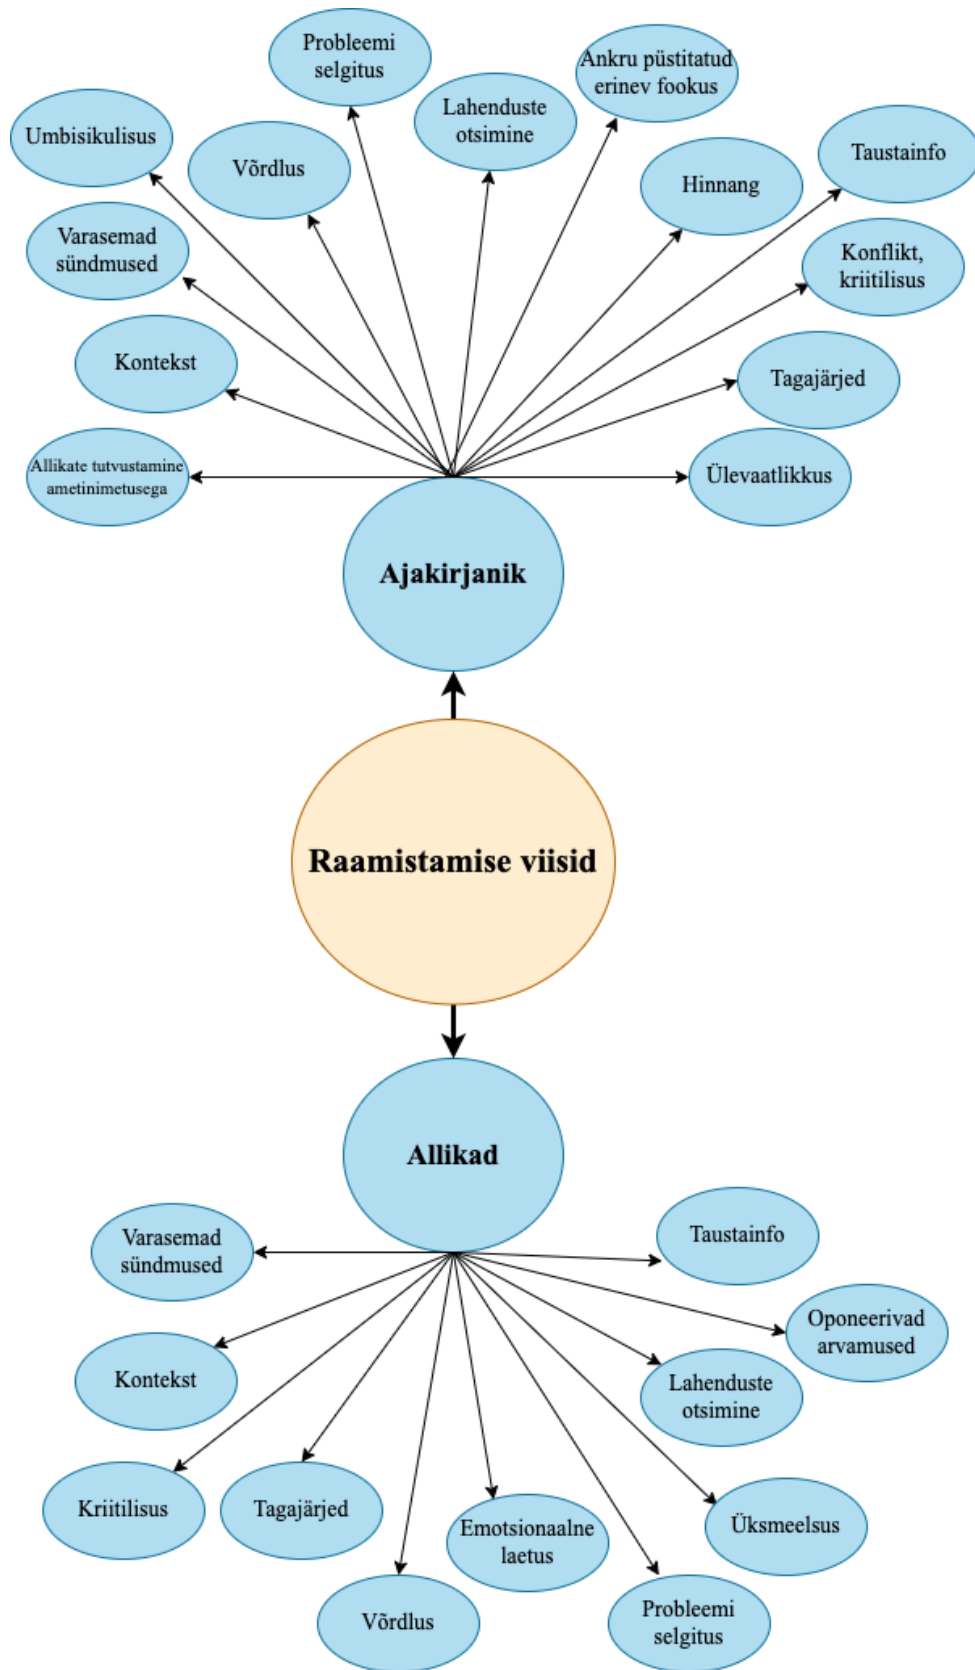 Probleemi
selgitus
Ankru püstitatud
erinev fookus
Lahenduste
otsimine
Umbisikulisus
Võrdlus
Taustainfo
Hinnang
Varasemad
sündmused
Konflikt,
kriitilisus
Kontekst
Tagajärjed
Allikate tutvustamine
ametinimetusega
Ülevaatlikkus
Ajakirjanik
Raamistamise viisid
Allikad
Varasemad
sündmused
Taustainfo
Oponeerivad
arvamused
Kontekst
Lahenduste
otsimine
Kriitilisus
Tagajärjed
Emotsionaalne
laetus
Üksmeelsus
Võrdlus
Probleemi
selgitus